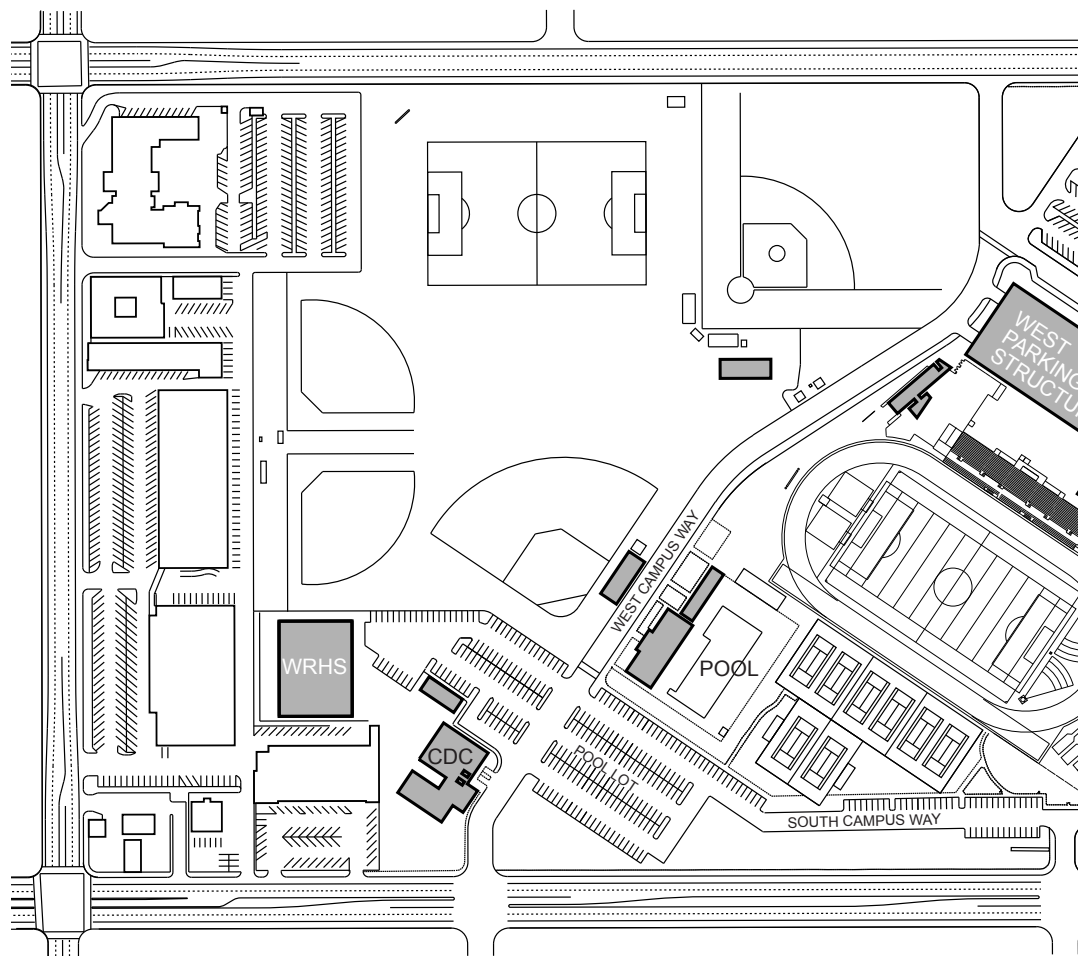 WEST
PARKING
STRUCTU
WEST CAMPUS WAY
WRHS
POOL
CDC
POOL LOT
SOUTH CAMPUS WAY